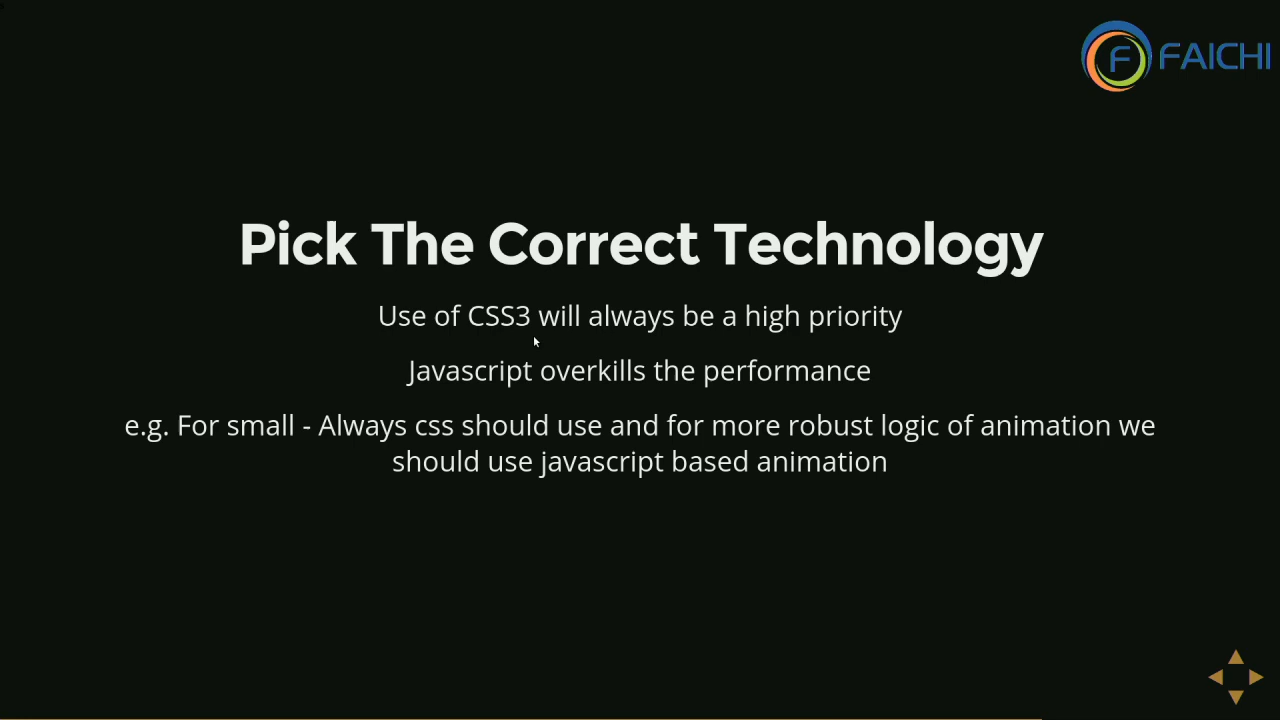 F FAICHI
Pick The Correct Technology
Use of CSS3 will always be a high priority
Javascript overkills the performance
e.g. For small - Always css should use and for more robust logic of animation we
should use javascript based animation